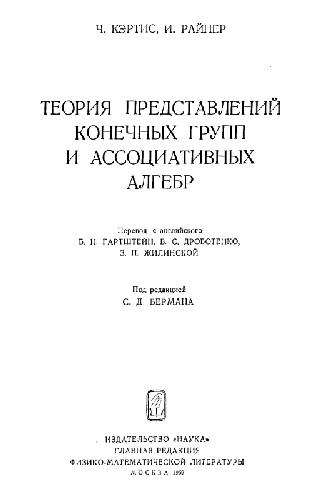 Ч. КЭРТИС, И. РАЙНЕР
ТЕОРИЯ ПРЕДСТАВЛЕНИЙ
КОНЕЧНЫХ ГРУПП
И АССОЦИАТИВНЫХ
АЛГЕБР
Перевод с английского
В. С. ДРОБОТЕНКО,
З. П. ЖИЛИНСКОЙ
Под редакцией
С. Д. БЕРМАНА
ИЗДАТЕЛЬСТВО «НАУКА»
ГЛАВНАЯ РЕДАКЦИЯ
ФИЗИКО-МАТЕМАТИЧЕСКОЙ ЛИТЕРАТУРЫ
МОСКВА